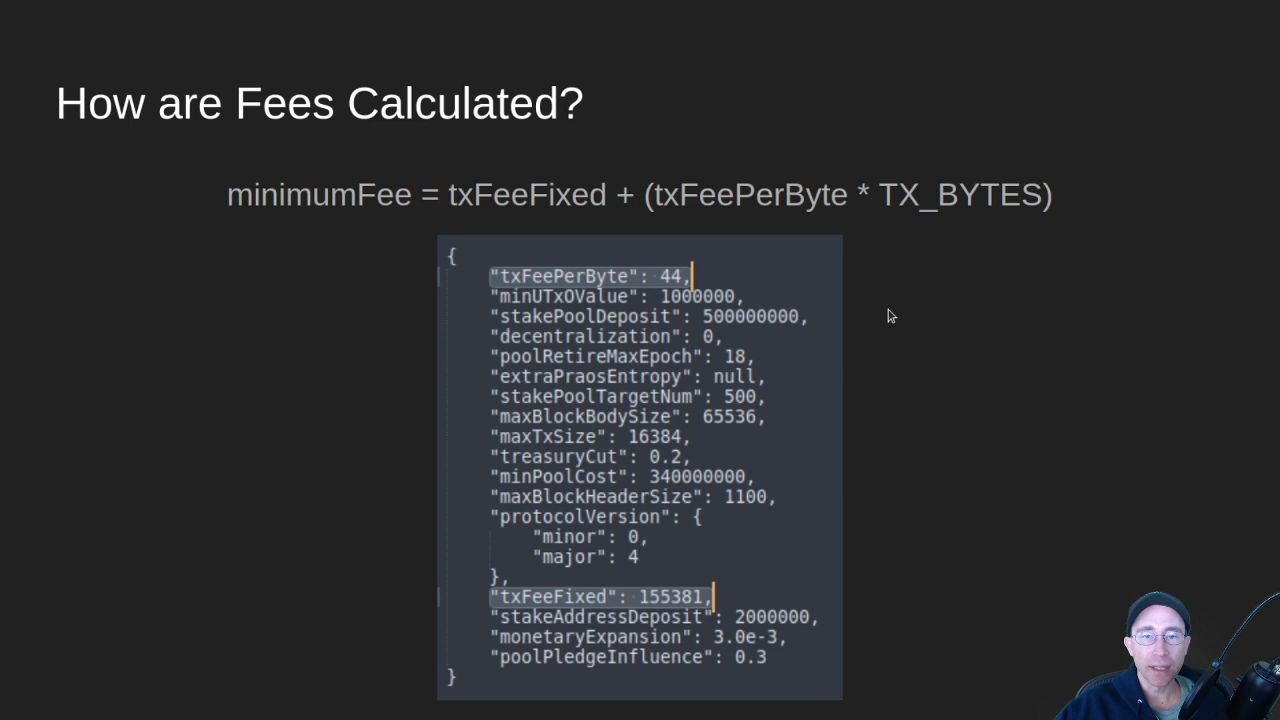 How are Fees Calculated?
minimumFee = txFeeFixed + (txFeePerByte * TX_BYTES)
{
"txFeePerByte": 44,
"minUTxOValue": 1000000,
"stakePoolDeposit": 500000000,
"decentralization": 0,
"poolRetireMaxEpoch": 18,
"extraPraosEntropy": null,
"stakePoolTargetNum": 500,
"maxBlockBodySize": 65536,
"maxTxSize": 16384,
"treasuryCut": 0.2,
"minPoolCost": 340000000,
"maxBlockHeaderSize": 1100,
"protocolVersion": {
"minor": 0,
"major": 4
},
"txFeeFixed": 155381,
"stakeAddressDeposit": 2000000,
"monetaryExpansion": 3.0e-3,
"poolPledgeInfluence": 0.3
}